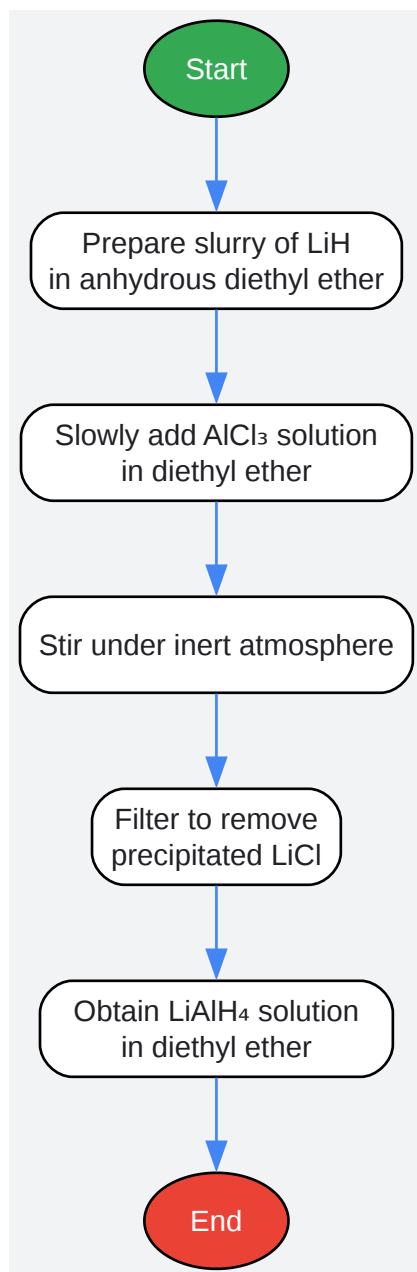 Start
Prepare slurry of LiH
in anhydrous diethyl ether
Slowly add AlCl₃ solution
in diethyl ether
Stir under inert atmosphere
Filter to remove
precipitated LiCl
Obtain LiAlH₄ solution
in diethyl ether
End